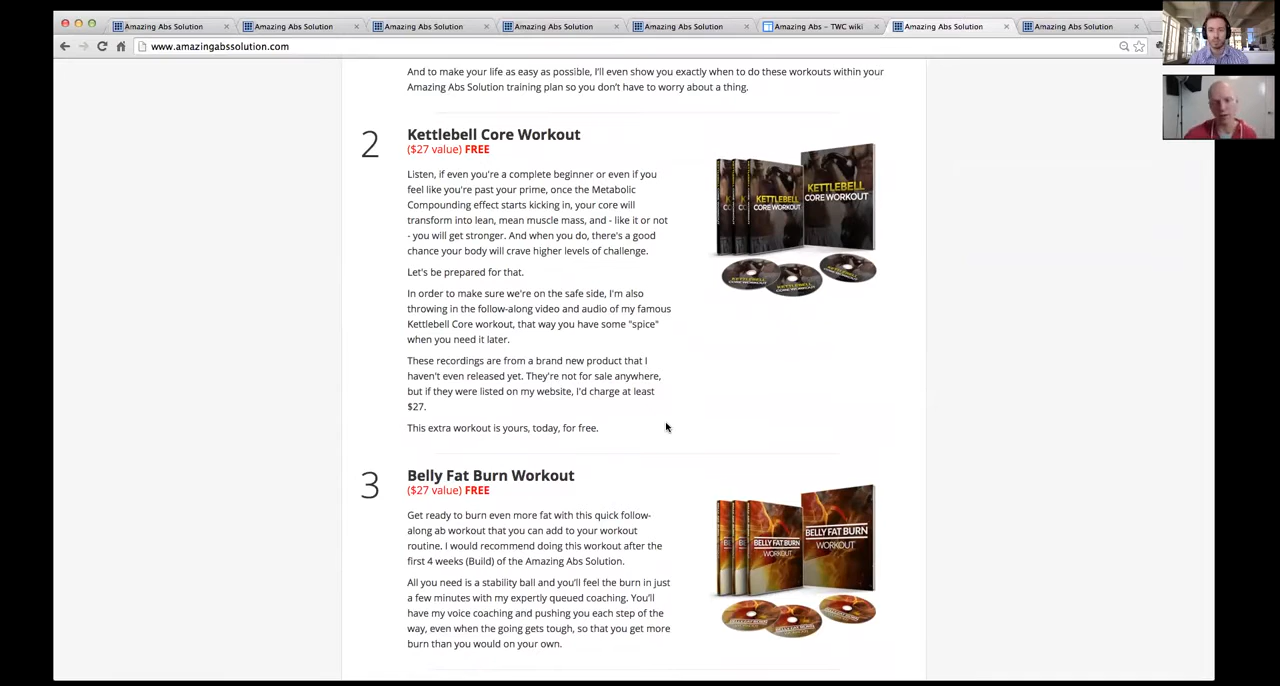 Amazing Abs Solution
Amazing Abs Solution
Amazing Abs Solution
Amazing Abs Solution
Amazing Abs Solution
Amazing Abs – TWC wiki
Amazing Abs Solution
Amazing Abs Solution
www.amazingabssolution.com
And to make your life as easy as possible, I'll even show you exactly when to do these workouts within your
Amazing Abs Solution training plan so you don't have to worry about a thing.
2
Kettlebell Core Workout
($27 value) FREE
Listen, if even you're a complete beginner or even if you
feel like you're past your prime, once the Metabolic
Compounding effect starts kicking in, your core will
transform into lean, mean muscle mass, and - like it or not
- you will get stronger. And when you do, there's a good
chance your body will crave higher levels of challenge.
Let's be prepared for that.
In order to make sure we're on the safe side, I'm also
throwing in the follow-along video and audio of my famous
Kettlebell Core workout, that way you have some "spice"
when you need it later.
These recordings are from a brand new product that I
haven't even released yet. They're not for sale anywhere,
but if they were listed on my website, I'd charge at least
$27.
This extra workout is yours, today, for free.
KETTLEBELL
CORE WORKOUT
KETTLEBELL
CORE WORKOUT
3
Belly Fat Burn Workout
($27 value) FREE
Get ready to burn even more fat with this quick follow-
along ab workout that you can add to your workout
routine. I would recommend doing this workout after the
first 4 weeks (Build) of the Amazing Abs Solution.
All you need is a stability ball and you'll feel the burn in just
a few minutes with my expertly queued coaching. You'll
have my voice coaching and pushing you each step of the
way, even when the going gets tough, so that you get more
burn than you would on your own.
BELLY FAT BURN
WORKOUT
BELLY FAT BURN
WORKOUT